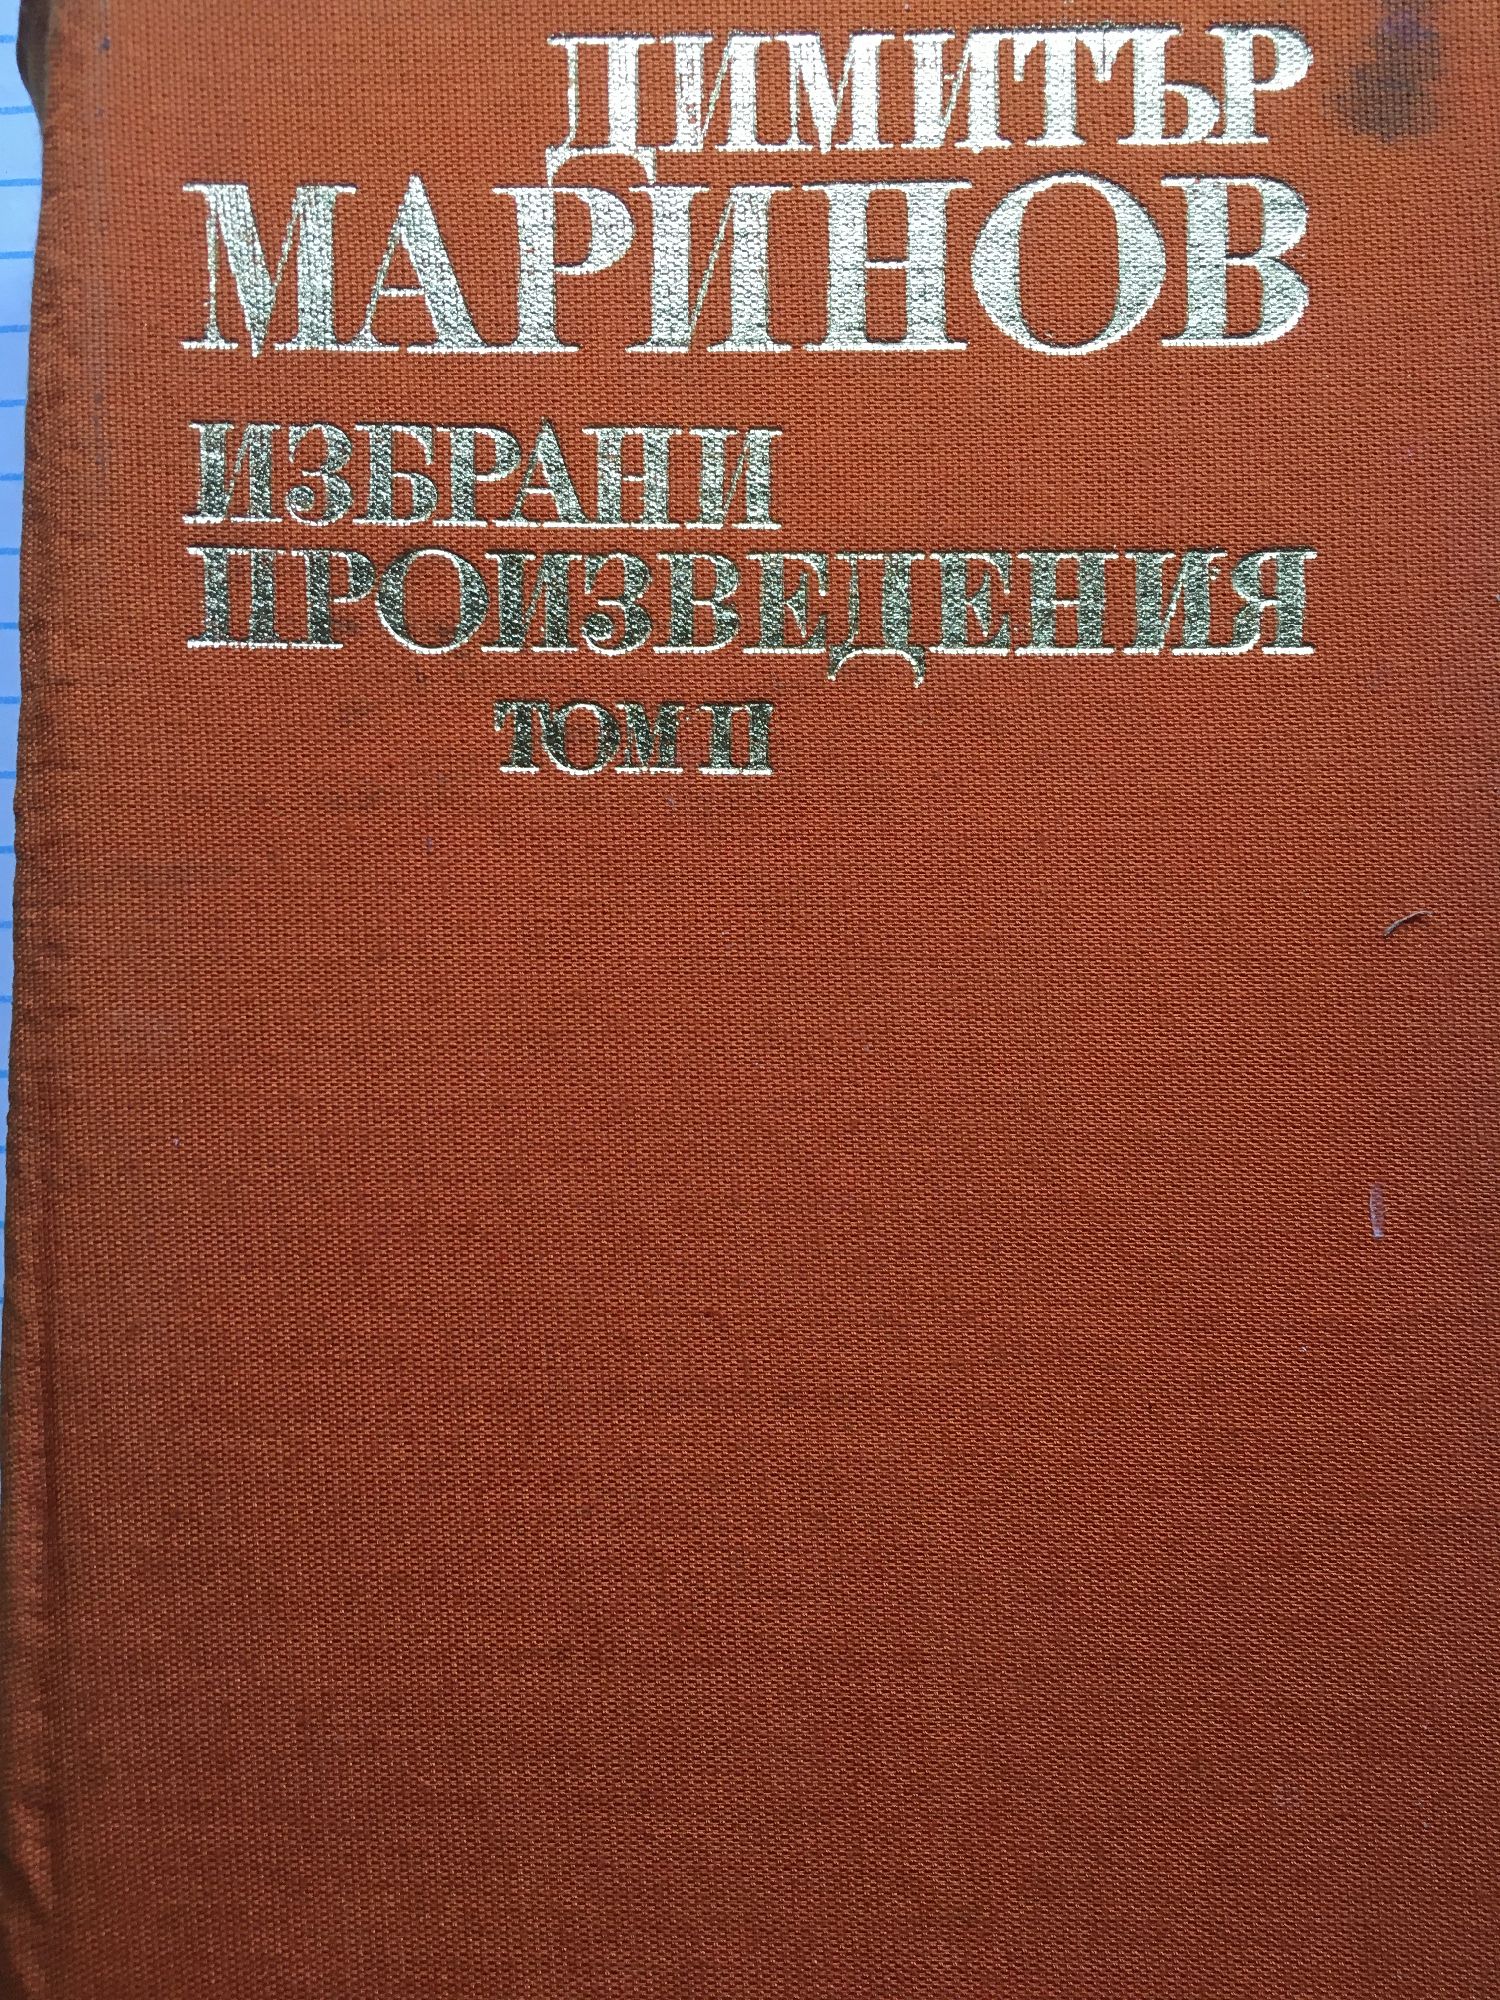 ДИМИТЪР
МАРИНОВ
ИЗБРАНИ
ПРОИЗВЕДЕНИЯ
ТОМ II